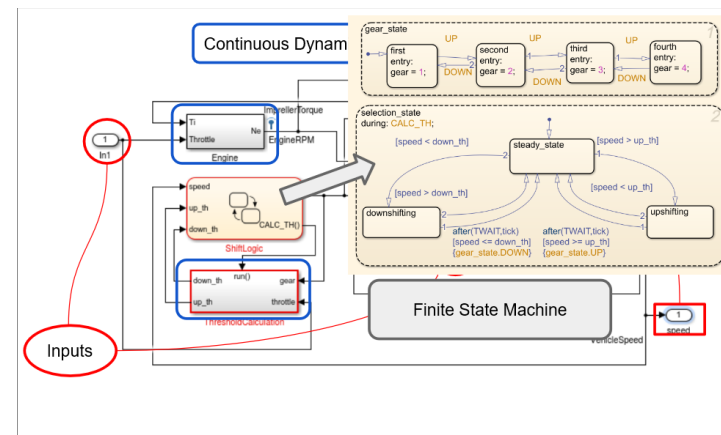 Continuous Dynam
gear_state
1
UP
UP
UP
first
entry:
gear = 1;
second
entry:
gear = 2;
third
entry:
gear = 3;
fourth
entry:
gear = 4;
1
1
2
2
DOWN
DOWN
DOWN
selection_state
during: CALC_TH;
2
[speed < down_th]
steady_state
[speed > up_th]
2
1
[speed > down_th]
[speed < up_th]
downshifting
upshifting
2
1
2
1
after(TWAIT,tick)
[speed <= down_th]
{gear_state.DOWN}
after(TWAIT,tick)
[speed >= up_th]
{gear_state.UP}
ImprellerTorque
Ti
Throttle
Ne
EngineRPM
Engine
1
In1
speed
up_th
down_th
CALC_TH()
ShiftLogic
run()
down_th
gear
up_th
throttle
ThresholdCalculation
Finite State Machine
1
speed
VehicleSpeed
Inputs